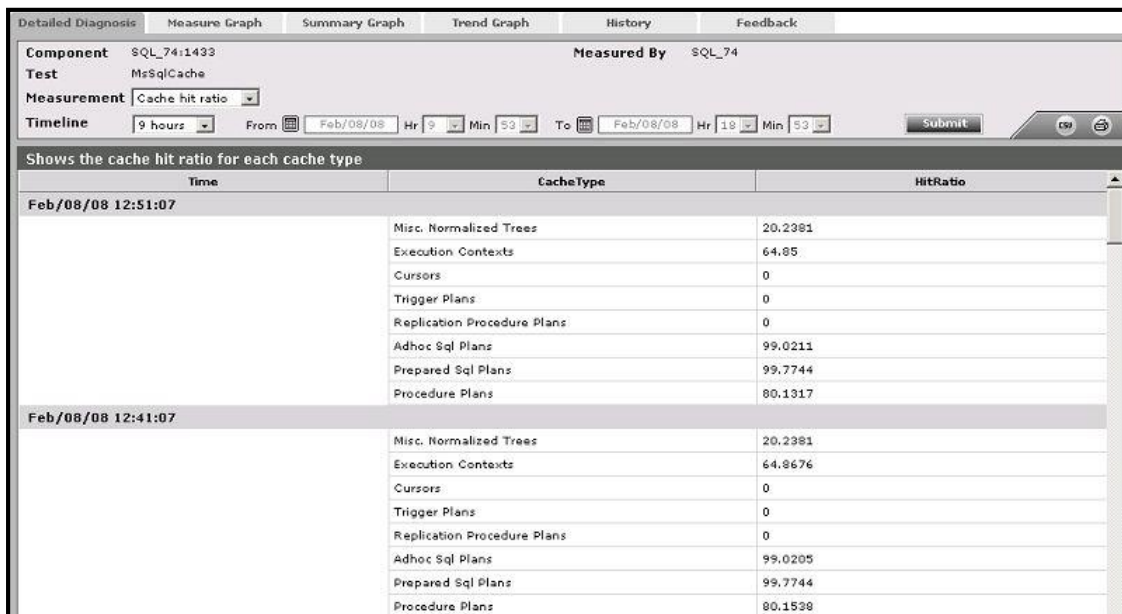 Detailed Diagnosis Measure Graph Summary Graph Trend Graph History Feedback
Component SQL_74:1433 Measured By SQL_74
Test MsSqlCache
Measurement Cache hit ratio
Timeline 9 hours From Feb/08/08 Hr 9 Min 53 To Feb/08/08 Hr 18 Min 53 Submit CSV
Shows the cache hit ratio for each cache type
Time CacheType HitRatio
Feb/08/08 12:51:07
Misc. Normalized Trees 20.2381
Execution Contexts 64.85
Cursors 0
Trigger Plans 0
Replication Procedure Plans 0
Adhoc Sql Plans 99.0211
Prepared Sql Plans 99.7744
Procedure Plans 80.1317
Feb/08/08 12:41:07
Misc. Normalized Trees 20.2381
Execution Contexts 64.8676
Cursors 0
Trigger Plans 0
Replication Procedure Plans 0
Adhoc Sql Plans 99.0205
Prepared Sql Plans 99.7744
Procedure Plans 80.1538